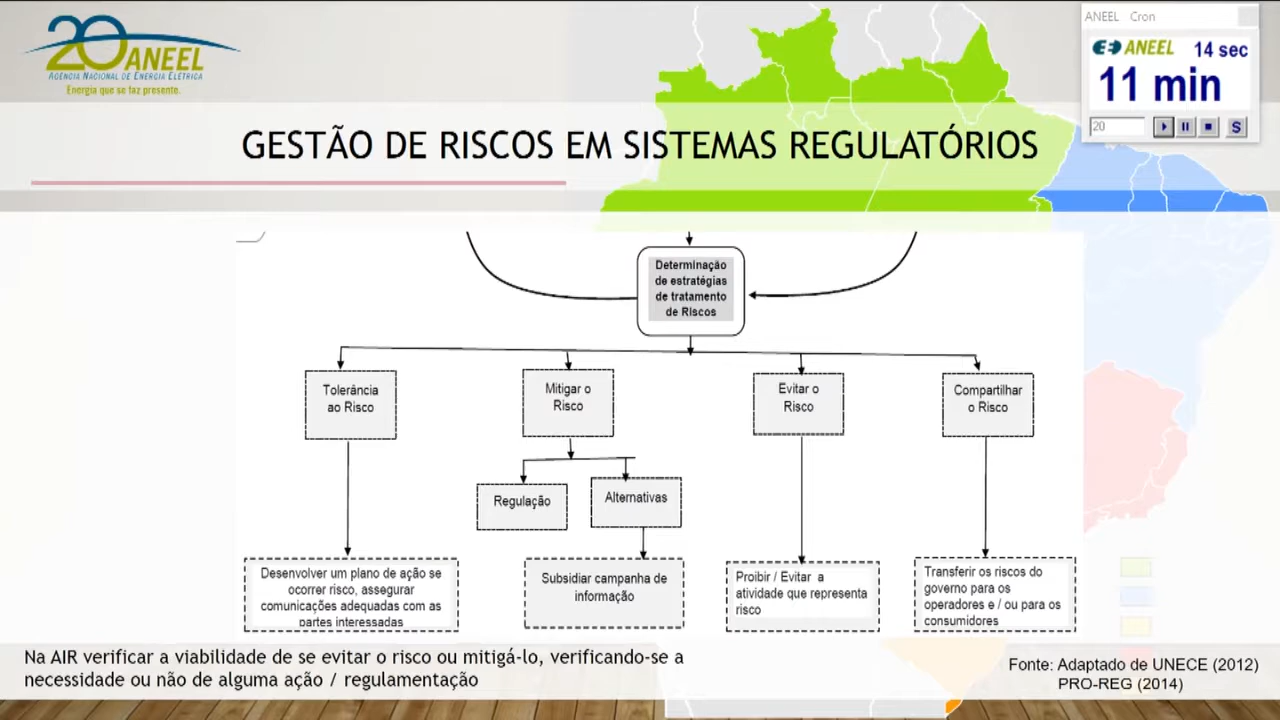 20 ANEEL
AGÊNCIA NACIONAL DE ENERGIA ELÉTRICA
Energia que se faz presente.
ANEEL Cron
ANEEL 14 sec
11 min
20
S
GESTÃO DE RISCOS EM SISTEMAS REGULATÓRIOS
Determinação
de estratégias
de tratamento
de Riscos
Tolerância
ao Risco
Mitigar o
Risco
Evitar o
Risco
Compartilhar
o Risco
Regulação
Alternativas
Desenvolver um plano de ação se
ocorrer risco, assegurar
comunicações adequadas com as
partes interessadas
Subsidiar campanha de
informação
Proibir / Evitar a
atividade que representa
risco
Transferir os riscos do
governo para os
operadores e / ou para os
consumidores
Na AIR verificar a viabilidade de se evitar o risco ou mitigá-lo, verificando-se a
necessidade ou não de alguma ação / regulamentação
Fonte: Adaptado de UNECE (2012)
PRO-REG (2014)